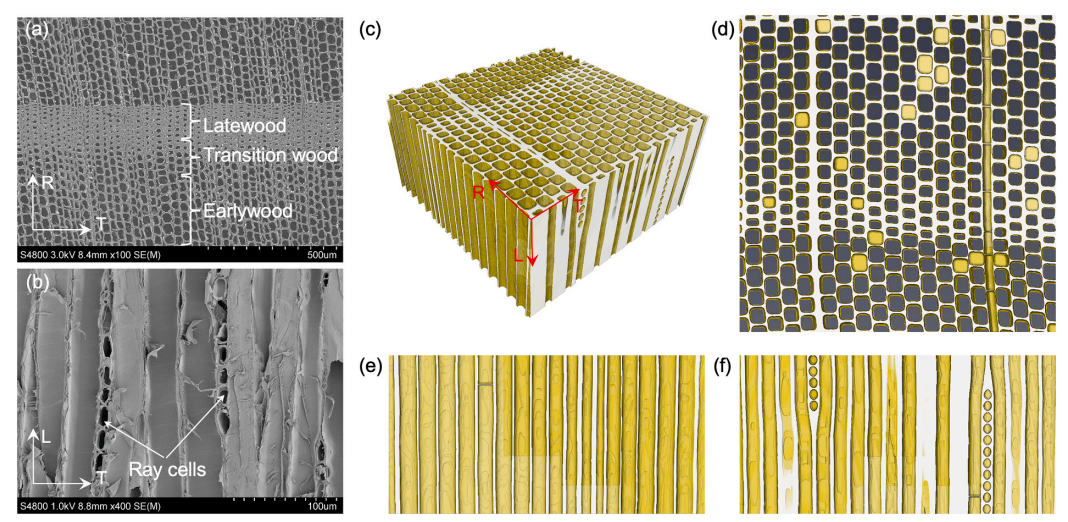 (a)
Latewood
Transition wood
Earlywood
R
T
S4800 3.0kV 8.4mm x100 SE(M)
500um
(b)
L
T
Ray cells
S4800 1.0kV 8.8mm x400 SE(M)
100um
(c)
R
T
L
(d)
(e)
(f)